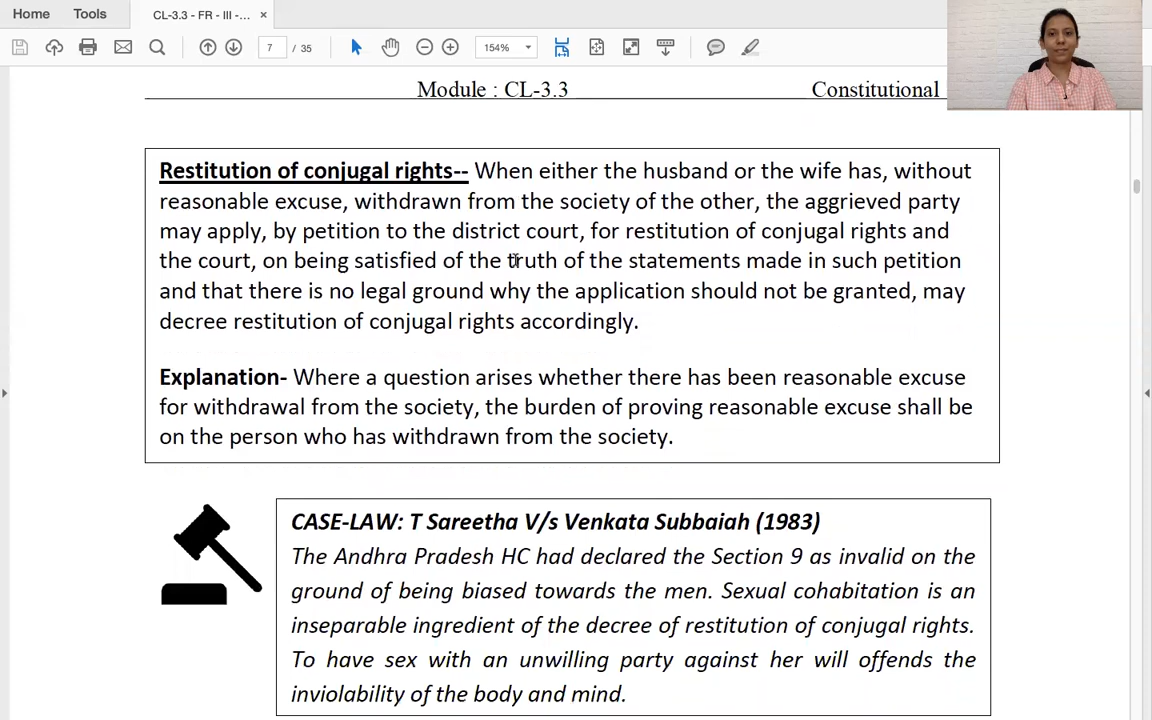 Home Tools CL-3.3 - FR - III -... ×
7 / 35 154%
Module : CL-3.3 Constitutional
Restitution of conjugal rights-- When either the husband or the wife has, without
reasonable excuse, withdrawn from the society of the other, the aggrieved party
may apply, by petition to the district court, for restitution of conjugal rights and
the court, on being satisfied of the truth of the statements made in such petition
and that there is no legal ground why the application should not be granted, may
decree restitution of conjugal rights accordingly.
Explanation- Where a question arises whether there has been reasonable excuse
for withdrawal from the society, the burden of proving reasonable excuse shall be
on the person who has withdrawn from the society.
CASE-LAW: T Sareetha V/s Venkata Subbaiah (1983)
The Andhra Pradesh HC had declared the Section 9 as invalid on the
ground of being biased towards the men. Sexual cohabitation is an
inseparable ingredient of the decree of restitution of conjugal rights.
To have sex with an unwilling party against her will offends the
inviolability of the body and mind.